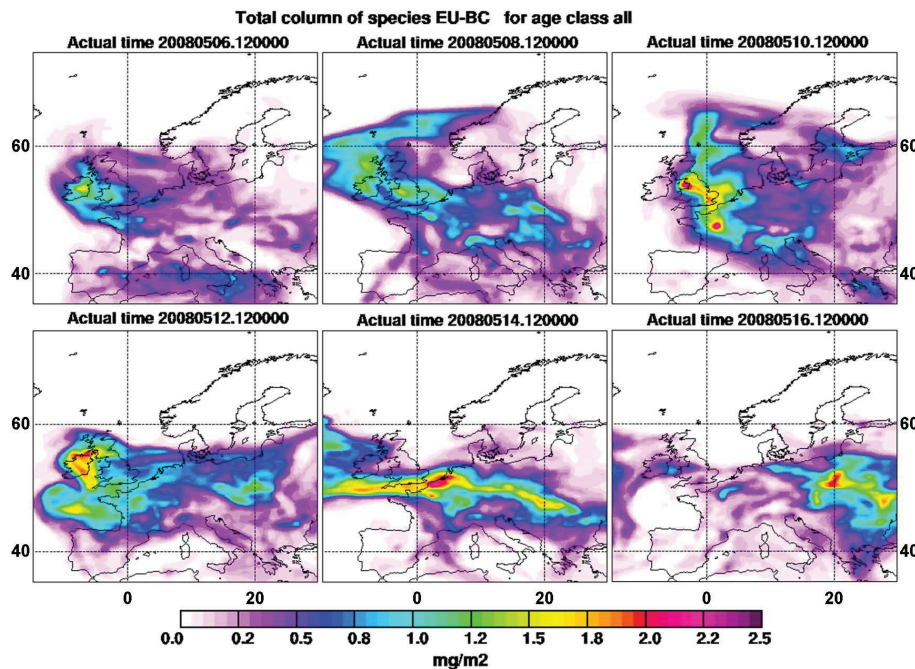 Total column of species EU-BC for age class all
Actual time 20080506.120000
Actual time 20080508.120000
Actual time 20080510.120000
60
60
40
40
Actual time 20080512.120000
Actual time 20080514.120000
Actual time 20080516.120000
60
60
40
40
0
20
0
20
0
20
0.0 0.2 0.5 0.8 1.0 1.2 1.5 1.8 2.0 2.2 2.5
mg/m2